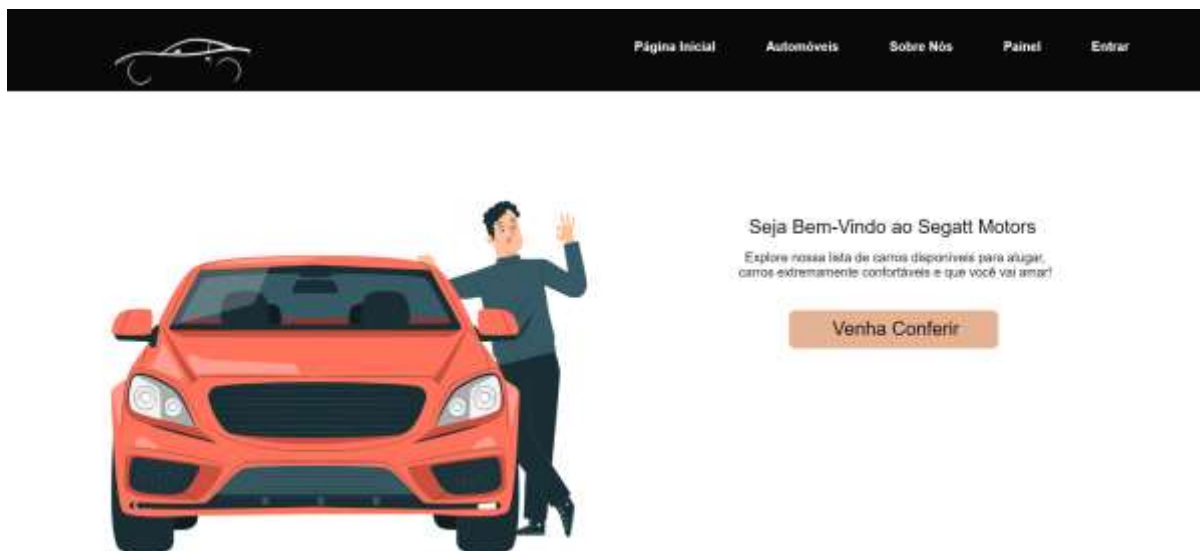 Página Inicial Automóveis Sobre Nós Painel Entrar
Seja Bem-Vindo ao Segatt Motors
Explore nossa lista de carros disponíveis para alugar,
carros extremamente confortáveis e que você vai amar!
Venha Conferir